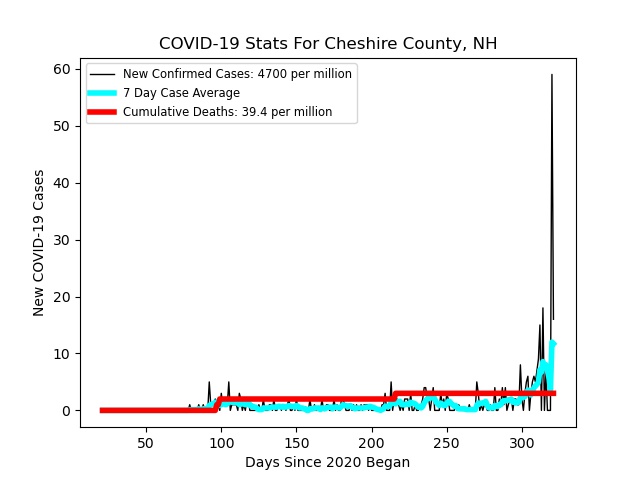 COVID-19 Stats For Cheshire County, NH
New Confirmed Cases: 4700 per million
7 Day Case Average
Cumulative Deaths: 39.4 per million
New COVID-19 Cases
60
50
40
30
20
10
0
50 100 150 200 250 300
Days Since 2020 Began